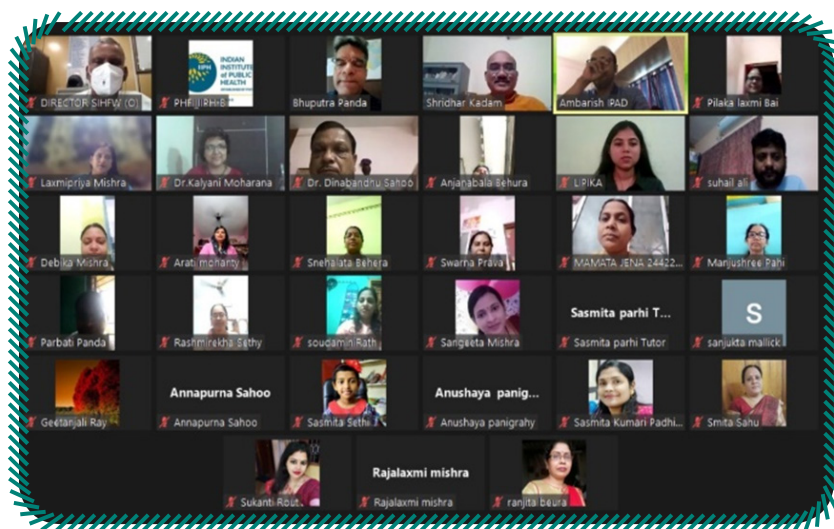 DIRECTOR SIHFW (O)
INDIAN
INSTITUTE
of PUBLIC
HEALTH
PHFI IIPH-B
Bhuputra Panda
Shridhar Kadam
Ambarish IPAD
Pilaka laxmi Bai
Laxmipriya Mishra
Dr.Kalyani Moharana
Dr. Dinabandhu Sahoo
Anjanabala Behura
LIPIKA
suhail ali
Debika Mishra
Arati mohanty
Snehalata Behera
Swarna Prava
MAMATA JENA 24422...
Manjushree Pahi
Parbati Panda
Rashmirekha Sethy
soudamin Rath
Sangeeta Mishra
Sasmita parhi T...
Sasmita parhi Tutor
S
sanjukta mallick
Geetanjali Ray
Annapurna Sahoo
Annapurna Sahoo
Sasmita Sethi
Anushaya panig...
Anushaya panigrahy
Sasmita Kumari Padhi...
Smita Sahu
Sukanti Rout
Rajalaxmi mishra
Rajalaxmi mishra
ranjita beura